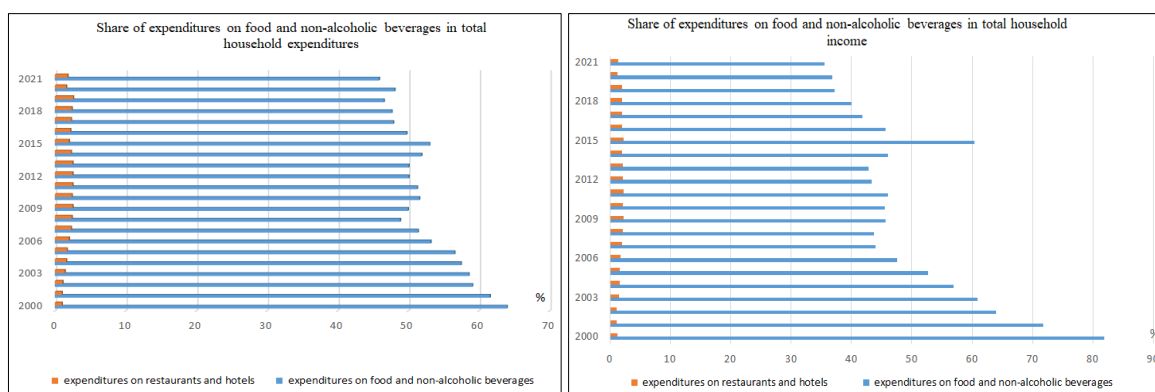 Share of expenditures on food and non-alcoholic beverages in total
household expenditures
2021
2018
2015
2012
2009
2006
2003
2000
%
0 10 20 30 40 50 60 70
expenditures on restaurants and hotels expenditures on food and non-alcoholic beverages
Share of expenditures on food and non-alcoholic beverages in total household
income
2021
2018
2015
2012
2009
2006
2003
2000
%
0 10 20 30 40 50 60 70 80 90
expenditures on restaurants and hotels expenditures on food and non-alcoholic beverages